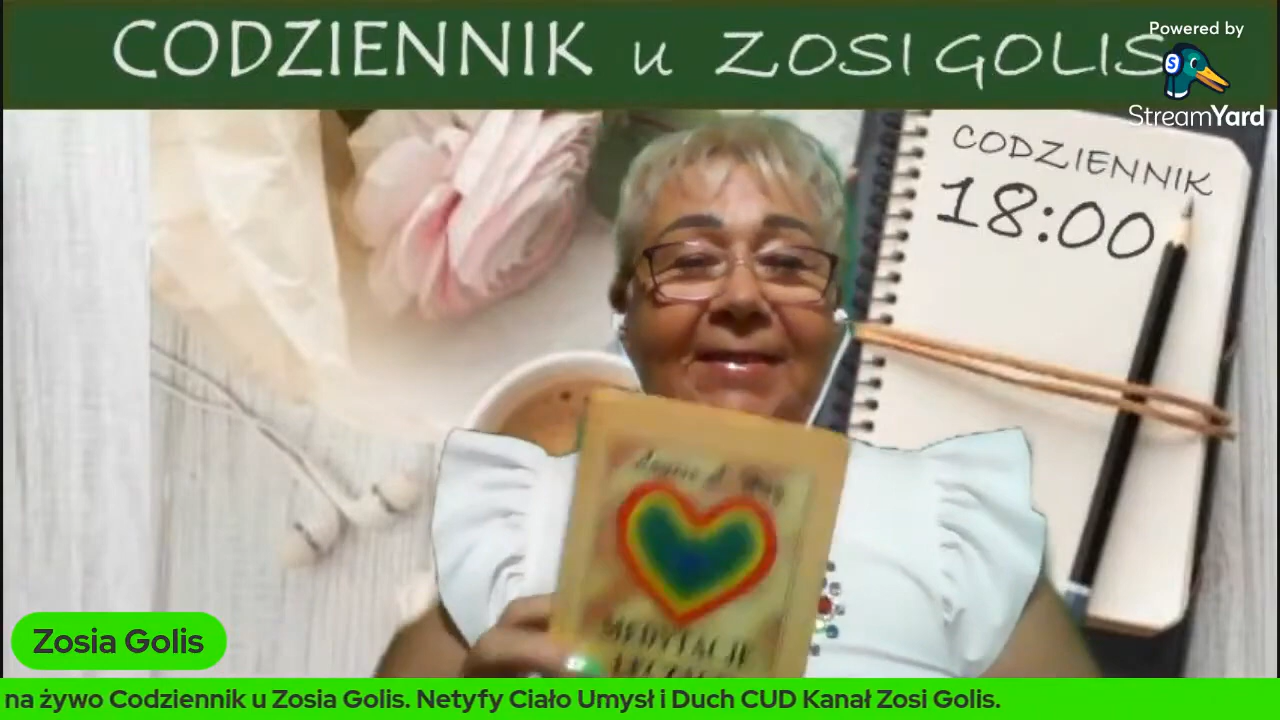 CODZIENNIK u ZOSI GOLIS
Powered by
StreamYard
CODZIENNIK
18:00
MEDYTACJE
Zosia Golis
na żywo Codziennik u Zosia Golis. Netyfy Ciało Umysł i Duch CUD Kanał Zosi Golis.